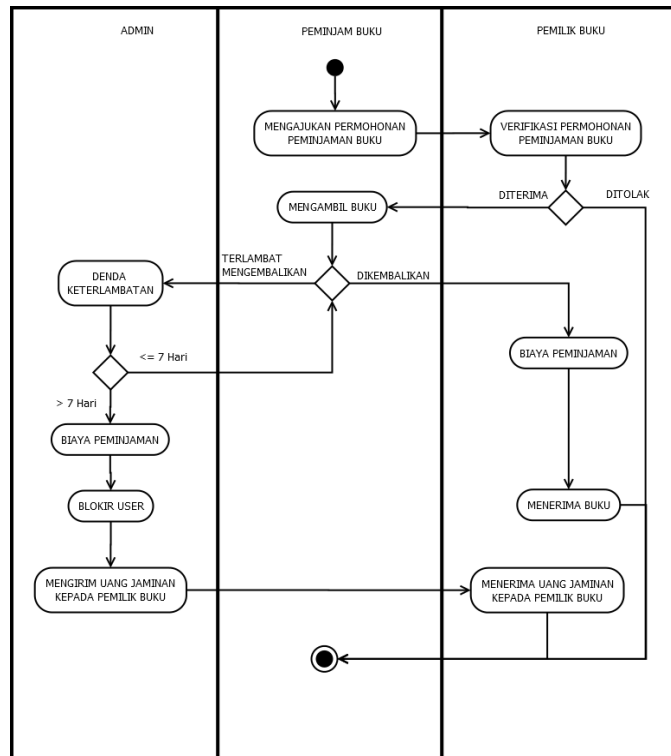 ADMIN
PEMINJAM BUKU
PEMILIK BUKU
MENGAJUKAN PERMOHONAN
PEMINJAMAN BUKU
VERIFIKASI PERMOHONAN
PEMINJAMAN BUKU
DITERIMA
DITOLAK
MENGAMBIL BUKU
TERLAMBAT
MENGEMBALIKAN
DIKEMBALIKAN
DENDA
KETERLAMBATAN
<= 7 Hari
BIAYA PEMINJAMAN
> 7 Hari
BIAYA PEMINJAMAN
BLOKIR USER
MENERIMA BUKU
MENGIRIM UANG JAMINAN
KEPADA PEMILIK BUKU
MENERIMA UANG JAMINAN
KEPADA PEMILIK BUKU